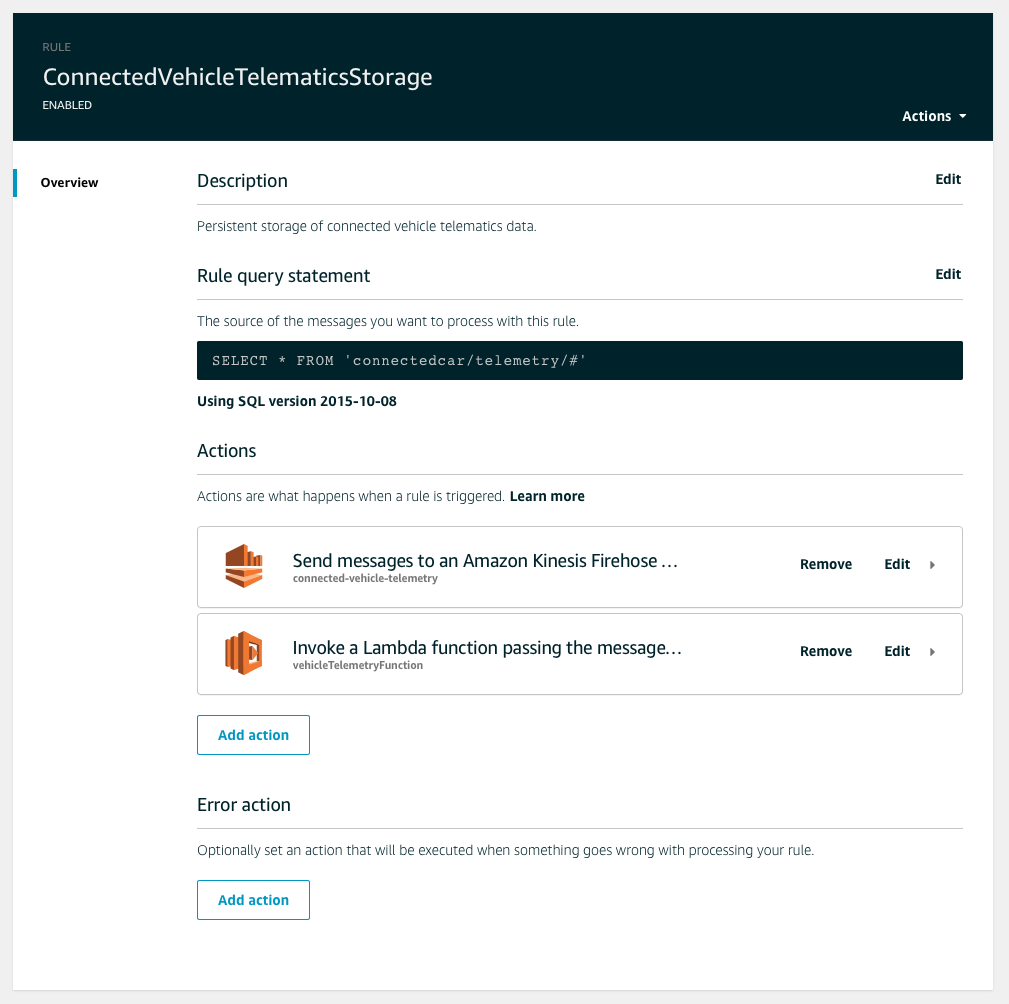 RULE
ConnectedVehicleTelematicsStorage
ENABLED
Actions
Overview
Description
Edit
Persistent storage of connected vehicle telematics data.
Rule query statement
Edit
The source of the messages you want to process with this rule.
SELECT * FROM 'connectedcar/telemetry/#'
Using SQL version 2015-10-08
Actions
Actions are what happens when a rule is triggered. Learn more
Send messages to an Amazon Kinesis Firehose …
connected-vehicle-telemetry
Remove
Edit
Invoke a Lambda function passing the message…
vehicleTelemetryFunction
Remove
Edit
Add action
Error action
Optionally set an action that will be executed when something goes wrong with processing your rule.
Add action